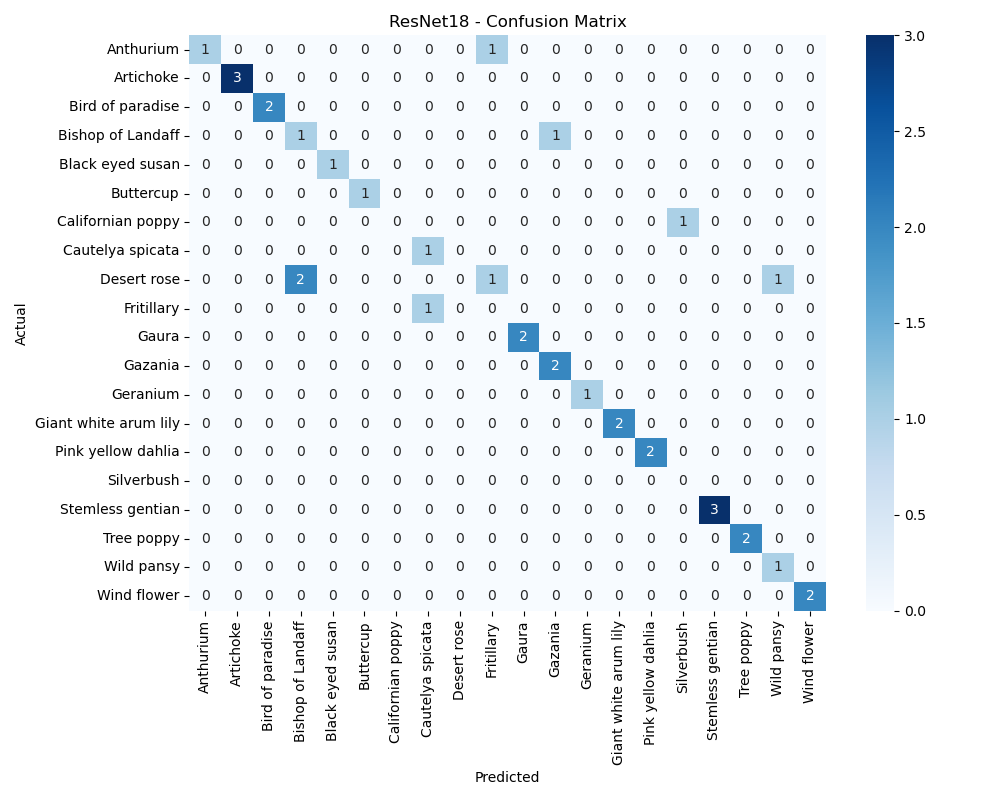 ResNet18 - Confusion Matrix
Actual
Anthurium 1 0 0 0 0 0 0 0 0 1 0 0 0 0 0 0 0 0 0 0
Artichoke 0 3 0 0 0 0 0 0 0 0 0 0 0 0 0 0 0 0 0 0
Bird of paradise 0 0 2 0 0 0 0 0 0 0 0 0 0 0 0 0 0 0 0 0
Bishop of Landaff 0 0 0 1 0 0 0 0 0 0 0 1 0 0 0 0 0 0 0 0
Black eyed susan 0 0 0 0 1 0 0 0 0 0 0 0 0 0 0 0 0 0 0 0
Buttercup 0 0 0 0 0 1 0 0 0 0 0 0 0 0 0 0 0 0 0 0
Californian poppy 0 0 0 0 0 0 0 0 0 0 0 0 0 0 0 1 0 0 0 0
Cautelya spicata 0 0 0 0 0 0 0 1 0 0 0 0 0 0 0 0 0 0 0 0
Desert rose 0 0 0 2 0 0 0 0 0 1 0 0 0 0 0 0 0 0 1 0
Fritillary 0 0 0 0 0 0 0 1 0 0 0 0 0 0 0 0 0 0 0 0
Gaura 0 0 0 0 0 0 0 0 0 0 2 0 0 0 0 0 0 0 0 0
Gazania 0 0 0 0 0 0 0 0 0 0 0 2 0 0 0 0 0 0 0 0
Geranium 0 0 0 0 0 0 0 0 0 0 0 0 1 0 0 0 0 0 0 0
Giant white arum lily 0 0 0 0 0 0 0 0 0 0 0 0 0 2 0 0 0 0 0 0
Pink yellow dahlia 0 0 0 0 0 0 0 0 0 0 0 0 0 0 2 0 0 0 0 0
Silverbush 0 0 0 0 0 0 0 0 0 0 0 0 0 0 0 0 0 0 0 0
Stemless gentian 0 0 0 0 0 0 0 0 0 0 0 0 0 0 0 0 3 0 0 0
Tree poppy 0 0 0 0 0 0 0 0 0 0 0 0 0 0 0 0 0 2 0 0
Wild pansy 0 0 0 0 0 0 0 0 0 0 0 0 0 0 0 0 0 0 1 0
Wind flower 0 0 0 0 0 0 0 0 0 0 0 0 0 0 0 0 0 0 0 2
Anthurium
Artichoke
Bird of paradise
Bishop of Landaff
Black eyed susan
Buttercup
Californian poppy
Cautelya spicata
Desert rose
Fritillary
Gaura
Gazania
Geranium
Giant white arum lily
Pink yellow dahlia
Silverbush
Stemless gentian
Tree poppy
Wild pansy
Wind flower
Predicted
3.0
2.5
2.0
1.5
1.0
0.5
0.0